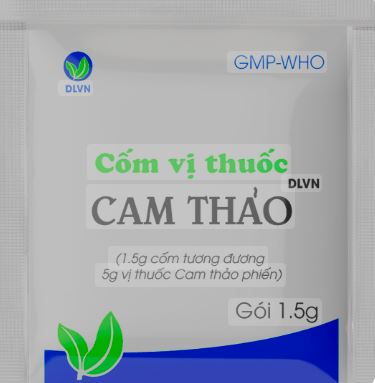 GMP-WHO
DLVN
Cốm vị thuốc
DLVN
CAM THẢO
(1.5g cốm tương đương
5g vị thuốc Cam thảo phiến)
Gói 1.5g